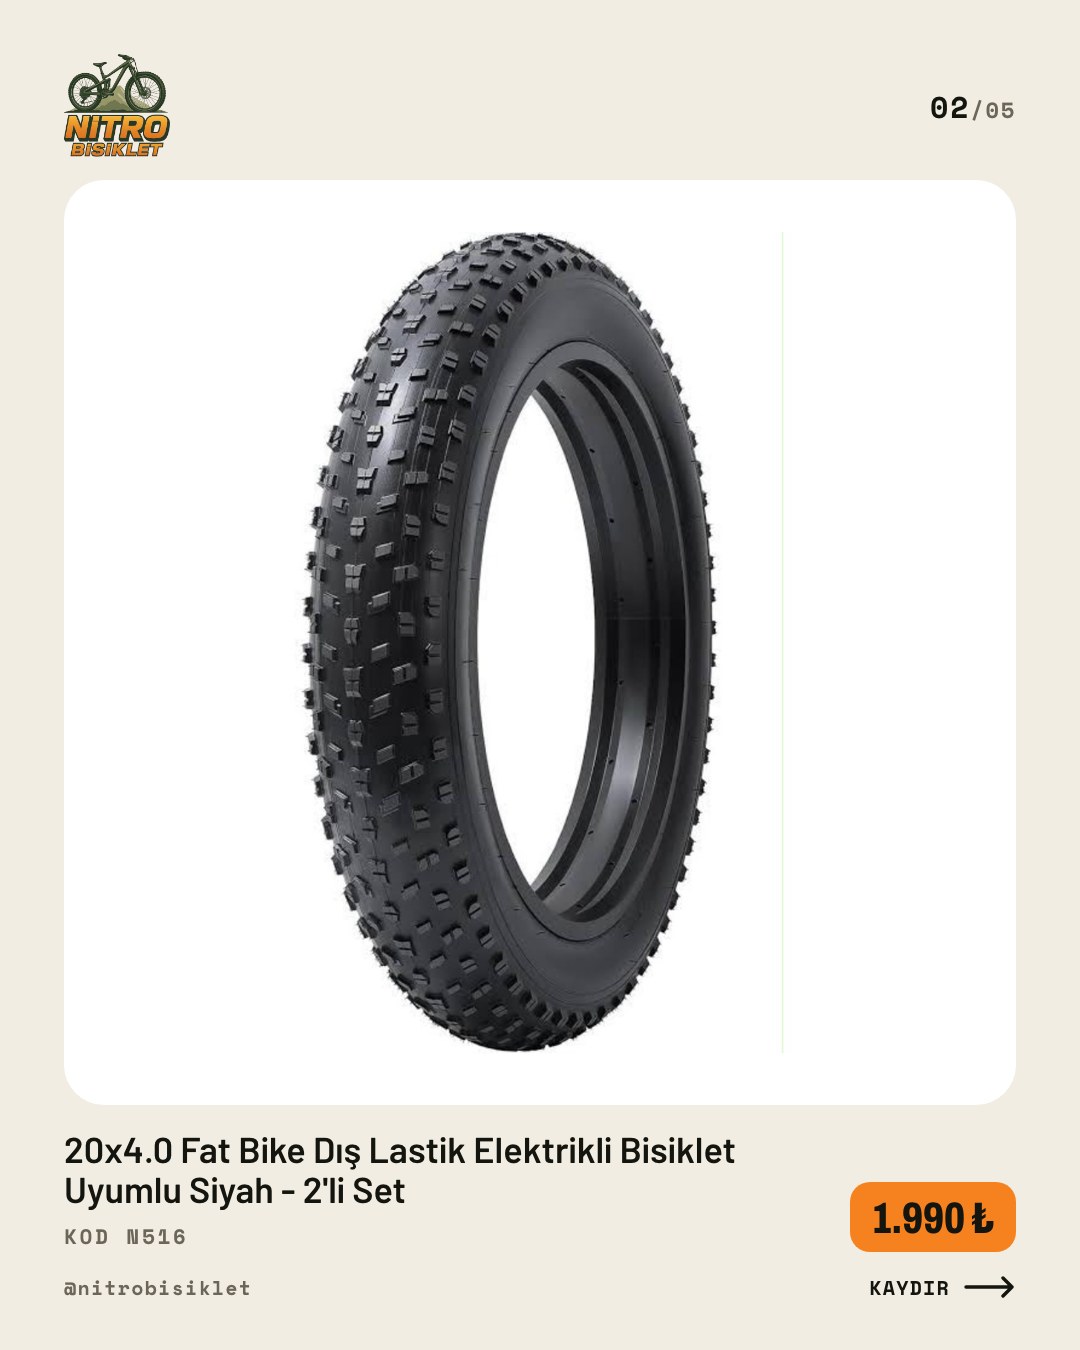 NITRO
BISIKLET
02/05
20x4.0 Fat Bike Dış Lastik Elektrikli Bisiklet
Uyumlu Siyah - 2'li Set
KOD N516
1.990 ₺
@nitrobisiklet
KAYDIR →